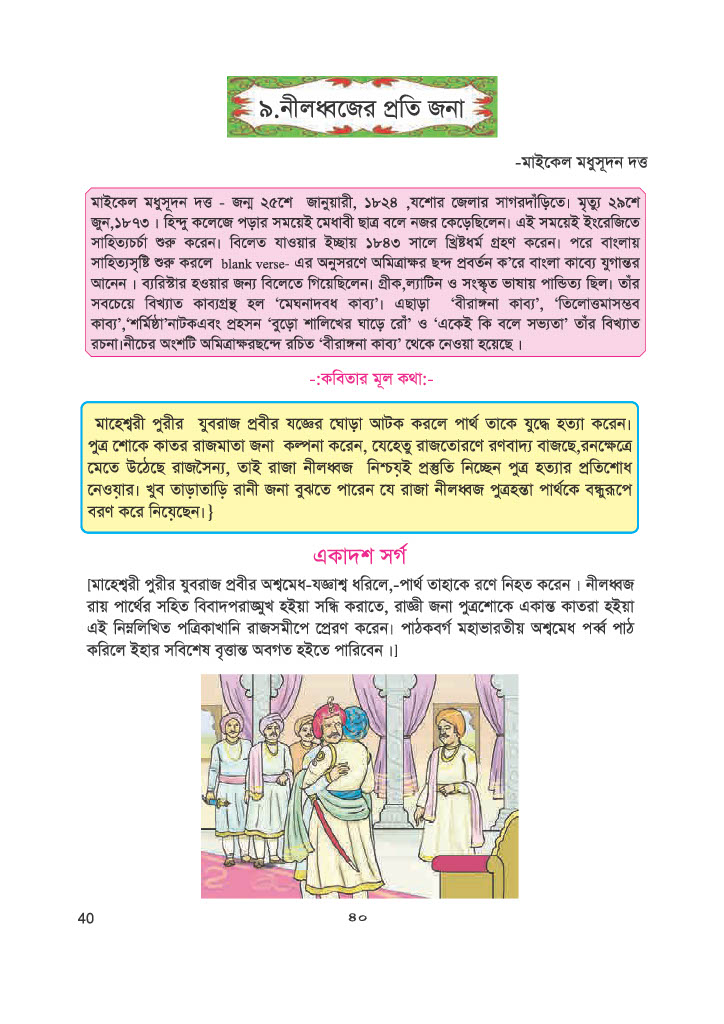 ৯.নীলধ্বজের প্রতি জনা
-মাইকেল মধুসূদন দত্ত
মাইকেল মধুসূদন দত্ত - জন্ম ২৫শে জানুয়ারী, ১৮২৪ ,যশোর জেলার সাগরদাঁড়িতে। মৃত্যু ২৯শে
জুন,১৮৭৩ । হিন্দু কলেজে পড়ার সময়েই মেধাবী ছাত্র বলে নজর কেড়েছিলেন। এই সময়েই ইংরেজিতে
সাহিত্যচর্চা শুরু করেন। বিলেত যাওয়ার ইচ্ছায় ১৮৪৩ সালে খ্রিষ্টধর্ম গ্রহণ করেন। পরে বাংলায়
সাহিত্যসৃষ্টি শুরু করলে blank verse- এর অনুসরণে অমিত্রাক্ষর ছন্দ প্রবর্তন ক'রে বাংলা কাব্যে যুগান্তর
আনেন । ব্যরিস্টার হওয়ার জন্য বিলেতে গিয়েছিলেন। গ্রীক,ল্যাটিন ও সংস্কৃত ভাষায় পান্ডিত্য ছিল। তাঁর
সবচেয়ে বিখ্যাত কাব্যগ্রন্থ হল 'মেঘনাদবধ কাব্য'। এছাড়া 'বীরাঙ্গনা কাব্য', 'তিলোত্তমাসম্ভব
কাব্য','শর্মিষ্ঠা'নাটকএবং প্রহসন 'বুড়ো শালিখের ঘাড়ে রোঁ' ও 'একেই কি বলে সভ্যতা' তাঁর বিখ্যাত
রচনা।নীচের অংশটি অমিত্রাক্ষরছন্দে রচিত 'বীরাঙ্গনা কাব্য' থেকে নেওয়া হয়েছে ।
-:কবিতার মূল কথা:-
মাহেশ্বরী পুরীর যুবরাজ প্রবীর যজ্ঞের ঘোড়া আটক করলে পার্থ তাকে যুদ্ধে হত্যা করেন।
পুত্র শোকে কাতর রাজমাতা জনা কল্পনা করেন, যেহেতু রাজতোরণে রণবাদ্য বাজছে,রনক্ষেত্রে
মেতে উঠেছে রাজসৈন্য, তাই রাজা নীলধ্বজ নিশ্চয়ই প্রস্তুতি নিচ্ছেন পুত্র হত্যার প্রতিশোধ
নেওয়ার। খুব তাড়াতাড়ি রানী জনা বুঝতে পারেন যে রাজা নীলধ্বজ পুত্রহন্তা পার্থকে বন্ধুরূপে
বরণ করে নিয়েছেন।}
একাদশ সর্গ
[মাহেশ্বরী পুরীর যুবরাজ প্রবীর অশ্বমেধ-যজ্ঞাশ্ব ধরিলে,-পার্থ তাহাকে রণে নিহত করেন । নীলধ্বজ
রায় পার্থের সহিত বিবাদপরাঙ্মুখ হইয়া সন্ধি করাতে, রাজ্ঞী জনা পুত্রশোকে একান্ত কাতরা হইয়া
এই নিম্নলিখিত পত্রিকাখানি রাজসমীপে প্রেরণ করেন। পাঠকবর্গ মহাভারতীয় অশ্বমেধ পর্ব্ব পাঠ
করিলে ইহার সবিশেষ বৃত্তান্ত অবগত হইতে পারিবেন ।]
40
৪০